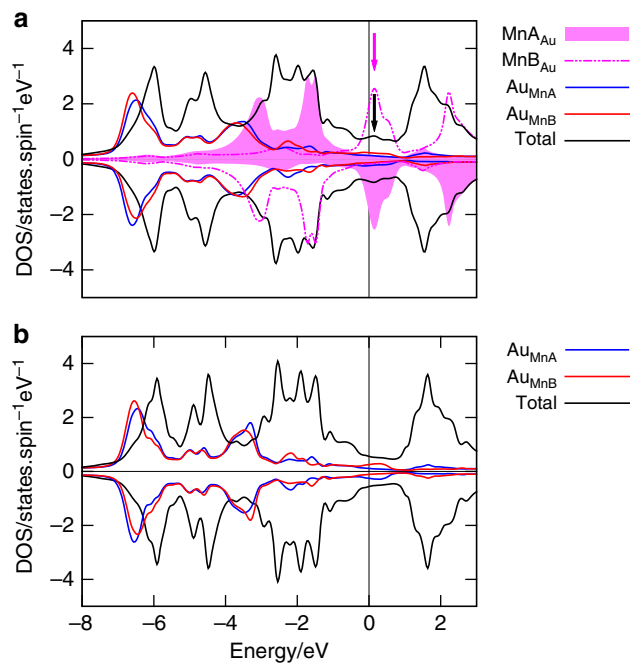 a
DOS/states.spin⁻¹eV⁻¹
4
2
0
−2
−4
MnA_Au
MnB_Au
Au_MnA
Au_MnB
Total
b
DOS/states.spin⁻¹eV⁻¹
4
2
0
−2
−4
−8 −6 −4 −2 0 2
Energy/eV
Au_MnA
Au_MnB
Total